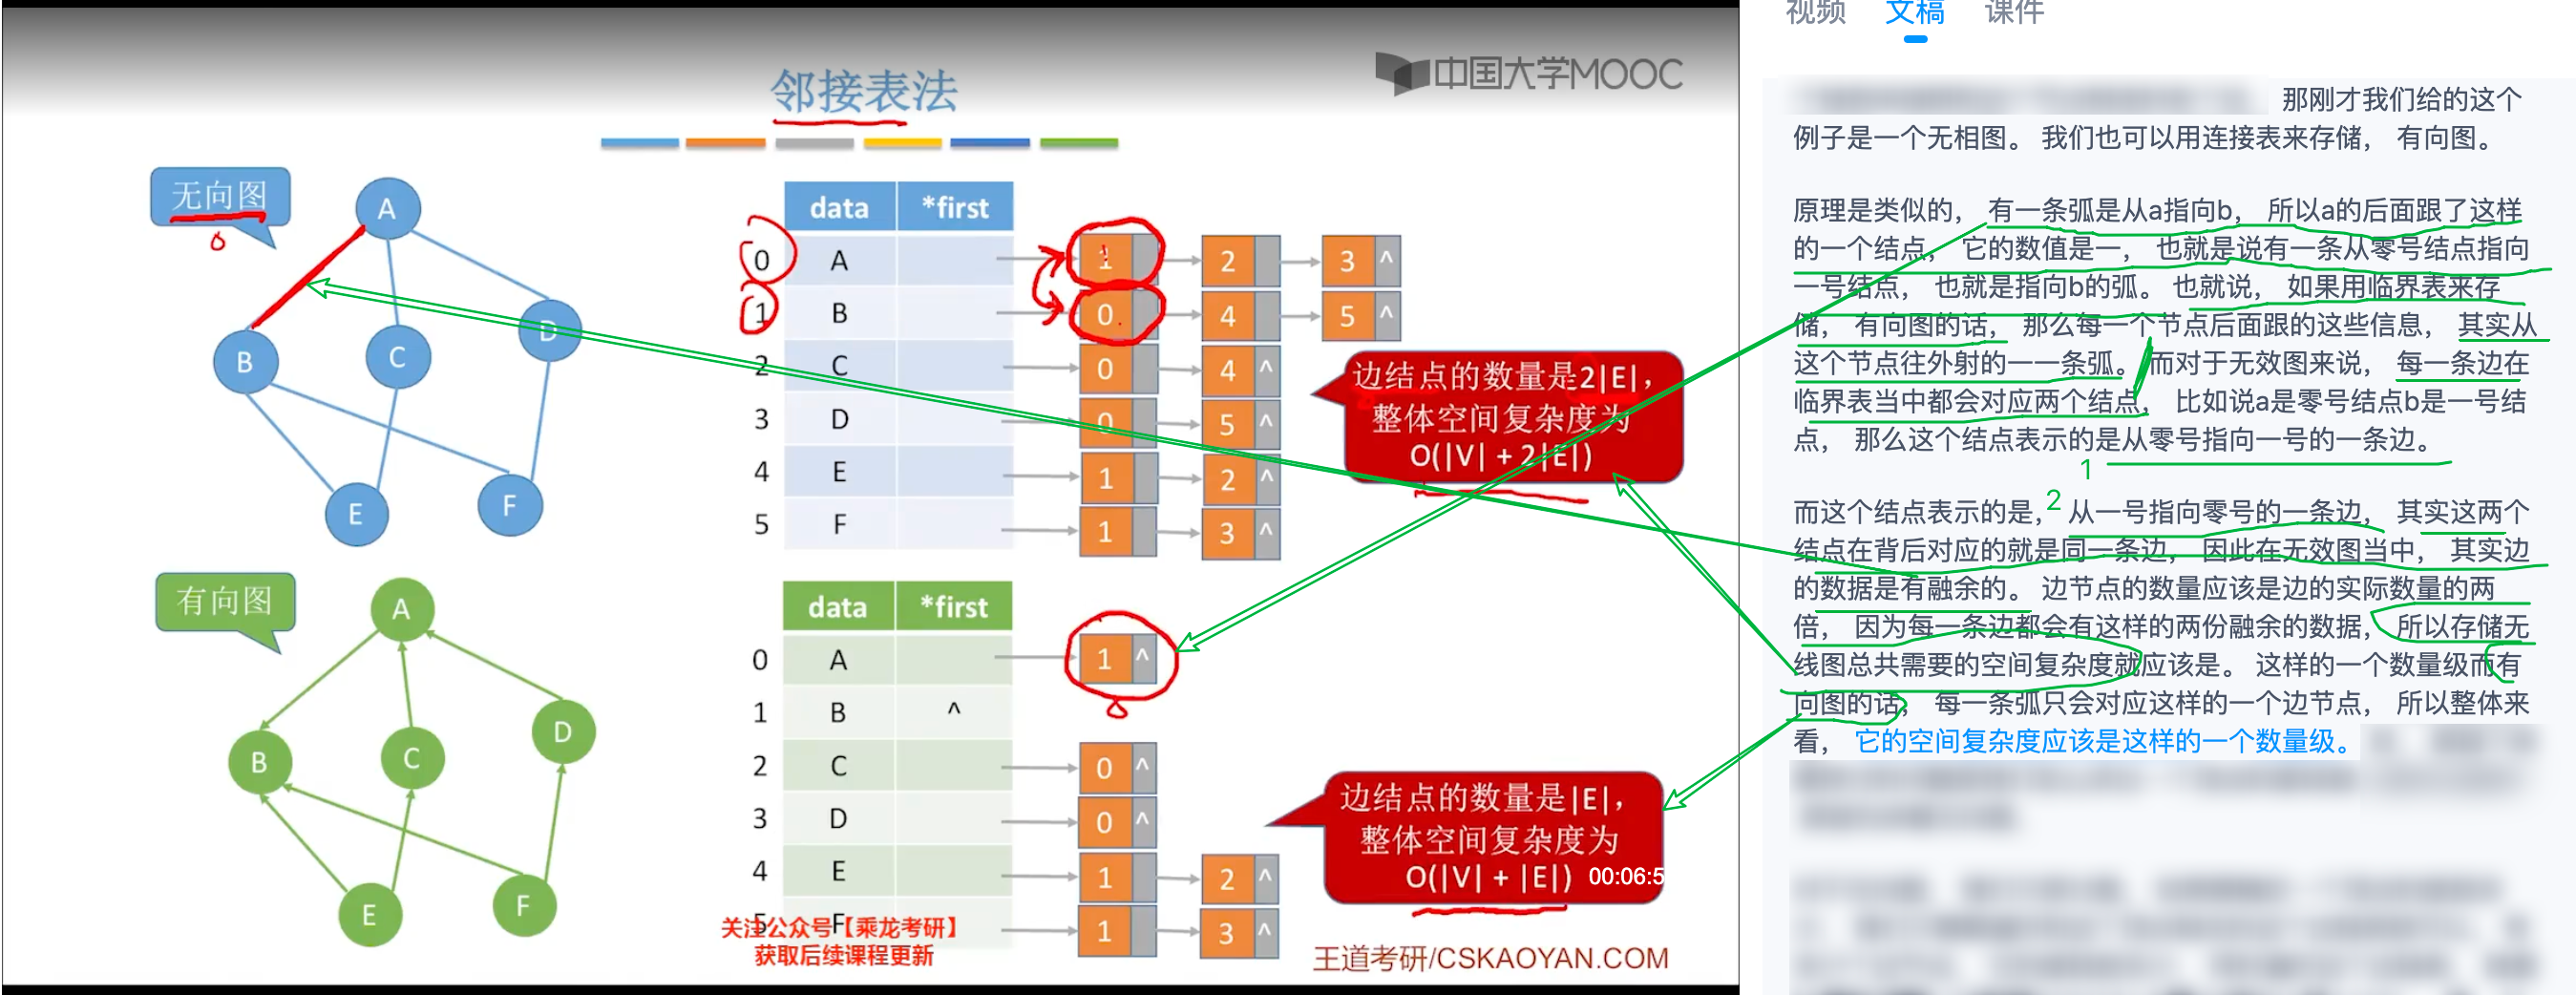 邻接表法
中国大学MOOC
无向图
A
B
C
D
E
F
data *first
0 A 1 2 3 ^
1 B 0 4 5 ^
2 C 0 4 ^
3 D 0 5 ^
4 E 1 2 ^
5 F 1 3 ^
边结点的数量是2|E|，
整体空间复杂度为
O(|V| + 2|E|)
有向图
A
B
C
D
E
F
data *first
0 A 1 ^
1 B ^
2 C 0 ^
3 D 0 ^
4 E 1 2 ^
5 F 1 3 ^
边结点的数量是|E|，
整体空间复杂度为
O(|V| + |E|) 00:06:5
关注公众号【乘龙考研】
获取后续课程更新
王道考研/CSKAOYAN.COM
视频 文稿 课件
那刚才我们给的这个
例子是一个无相图。 我们也可以用连接表来存储， 有向图。
原理是类似的， 有一条弧是从a指向b， 所以a的后面跟了这样
的一个结点， 它的数值是一， 也就是说有一条从零号结点指向
一号结点， 也就是指向b的弧。 也就说， 如果用临界表来存
储， 有向图的话， 那么每一个节点后面跟的这些信息， 其实从
这个节点往外射的一一条弧。 而对于无效图来说， 每一条边在
临界表当中都会对应两个结点， 比如说a是零号结点b是一号结
点， 那么这个结点表示的是从零号指向一号的一条边。
1
而这个结点表示的是， 2 从一号指向零号的一条边， 其实这两个
结点在背后对应的就是同一条边， 因此在无效图当中， 其实边
的数据是有融余的。 边节点的数量应该是边的实际数量的两
倍， 因为每一条边都会有这样的两份融余的数据， 所以存储无
线图总共需要的空间复杂度就应该是。 这样的一个数量级而有
向图的话， 每一条弧只会对应这样的一个边节点， 所以整体来
看， 它的空间复杂度应该是这样的一个数量级。